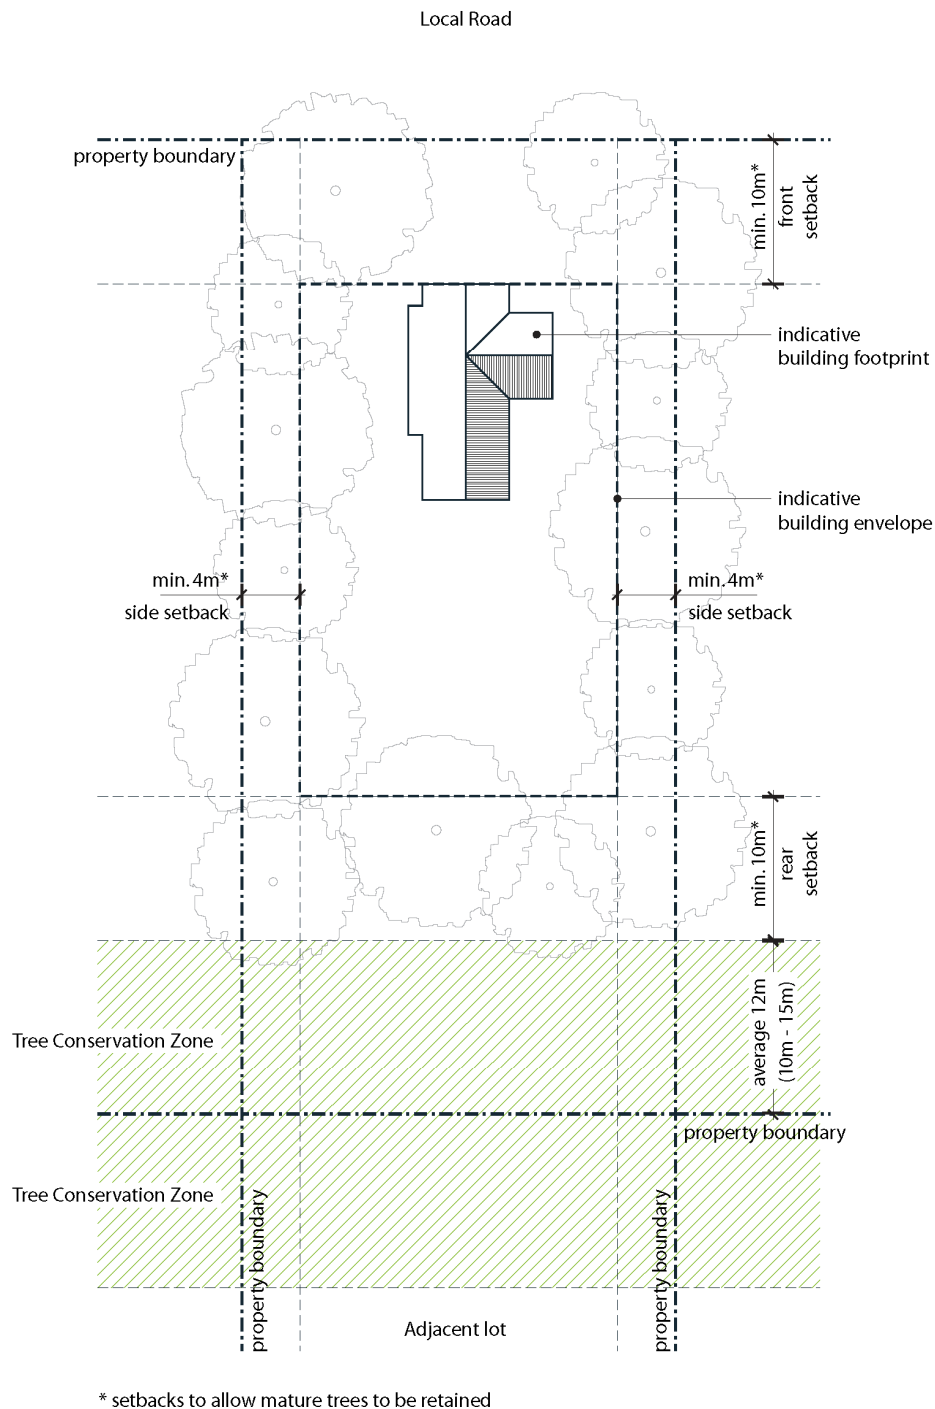 Local Road
property boundary
min. 10m*
front
setback
indicative
building footprint
indicative
building envelope
min. 4m*
side setback
min. 4m*
side setback
min. 10m*
rear
setback
average 12m
(10m - 15m)
Tree Conservation Zone
property boundary
Tree Conservation Zone
property boundary
property boundary
Adjacent lot
* setbacks to allow mature trees to be retained